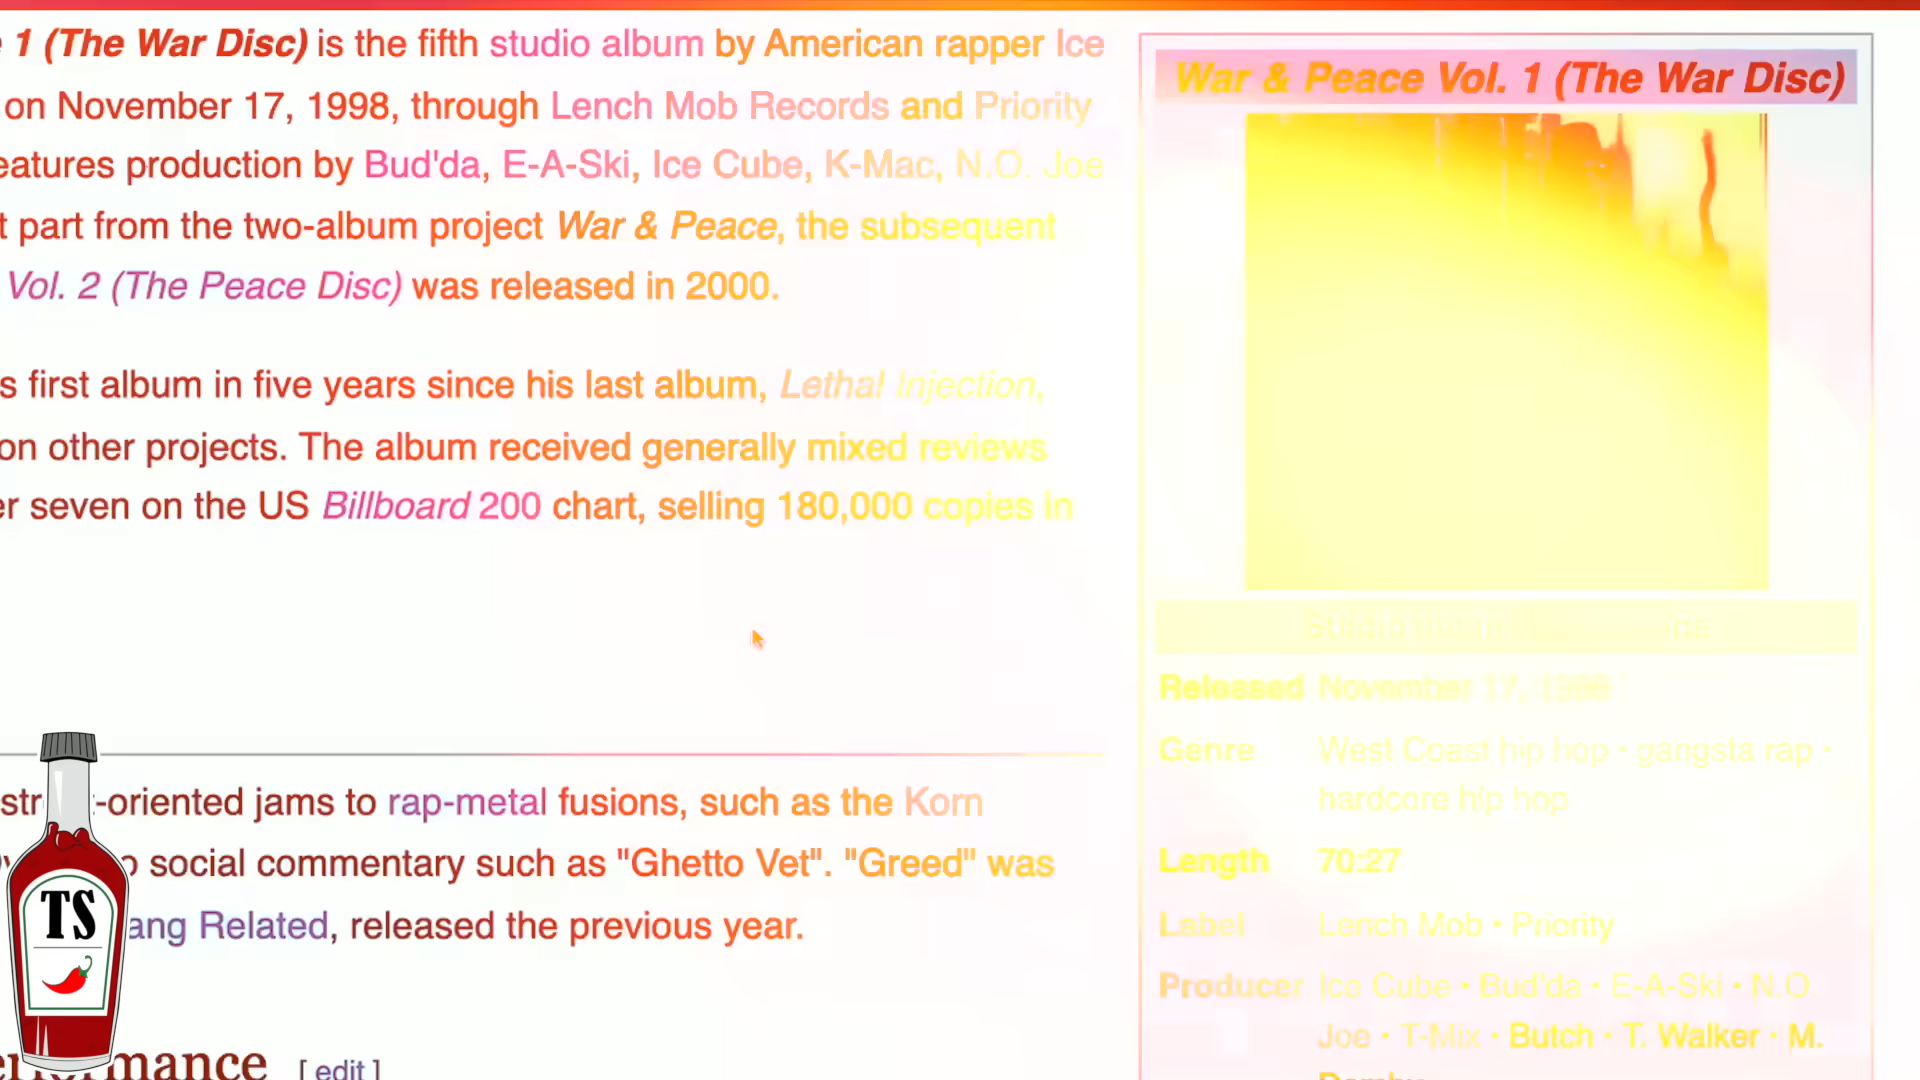 1 (The War Disc) is the fifth studio album by American rapper Ice
on November 17, 1998, through Lench Mob Records and Priority
eatures production by Bud'da, E-A-Ski, Ice Cube, K-Mac, N.O. Joe
t part from the two-album project War & Peace, the subsequent
Vol. 2 (The Peace Disc) was released in 2000.
s first album in five years since his last album, Lethal Injection,
on other projects. The album received generally mixed reviews
er seven on the US Billboard 200 chart, selling 180,000 copies in
-oriented jams to rap-metal fusions, such as the Korn
social commentary such as "Ghetto Vet". "Greed" was
ang Related, released the previous year.
[ edit ]
TS
War & Peace Vol. 1 (The War Disc)
Released November 17, 1998
Genre West Coast hip hop · gangsta rap ·
hardcore hip hop
Length 70:27
Label Lench Mob · Priority
Producer Ice Cube · Bud'da · E-A-Ski · N.O.
Joe · T-Mix · Butch · T. Walker · M.